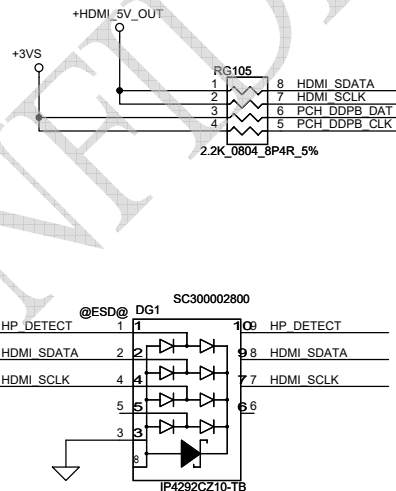 +HDMI_5V_OUT
+3VS
RG105
1 8 HDMI_SDATA
2 7 HDMI_SCLK
3 6 PCH_DDPB_DAT
4 5 PCH_DDPB_CLK
2.2K_0804_8P4R_5%
SC300002800
@ESD@ DG1
HP_DETECT 1 1 10 9 HP_DETECT
HDMI_SDATA 2 2 9 8 HDMI_SDATA
HDMI_SCLK 4 4 7 7 HDMI_SCLK
5 5 6 6
3 3
8
IP4292CZ10-TB